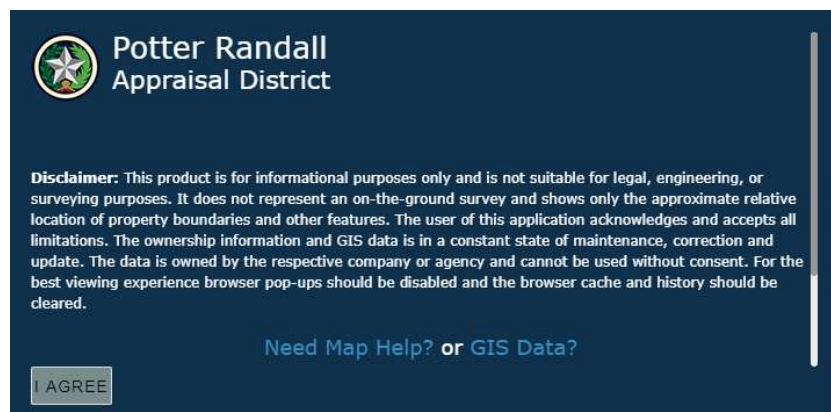 Potter Randall
Appraisal District
Disclaimer: This product is for informational purposes only and is not suitable for legal, engineering, or
surveying purposes. It does not represent an on-the-ground survey and shows only the approximate relative
location of property boundaries and other features. The user of this application acknowledges and accepts all
limitations. The ownership information and GIS data is in a constant state of maintenance, correction and
update. The data is owned by the respective company or agency and cannot be used without consent. For the
best viewing experience browser pop-ups should be disabled and the browser cache and history should be
cleared.
Need Map Help? or GIS Data?
I AGREE